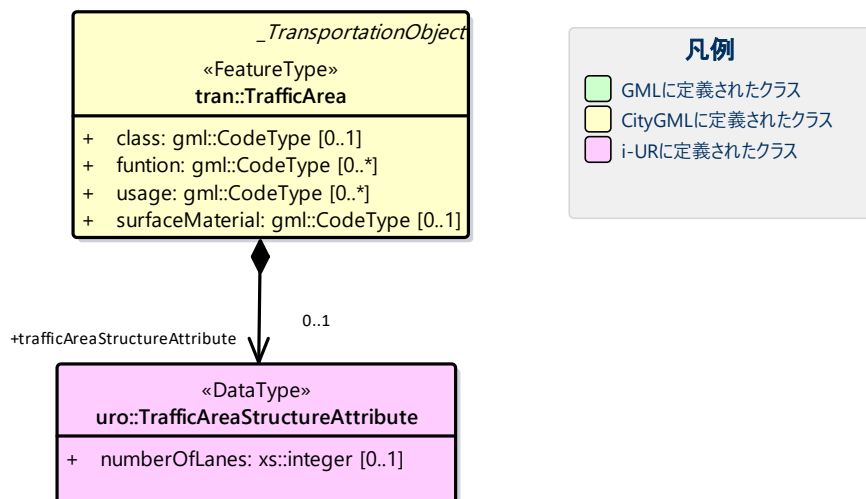 _TransportationObject
«FeatureType»
tran::TrafficArea
+ class: gml::CodeType [0..1]
+ funtion: gml::CodeType [0..*]
+ usage: gml::CodeType [0..*]
+ surfaceMaterial: gml::CodeType [0..1]
凡例
GMLに定義されたクラス
CityGMLに定義されたクラス
i-URに定義されたクラス
0..1
+trafficAreaStructureAttribute
«DataType»
uro::TrafficAreaStructureAttribute
+ numberOfLanes: xs::integer [0..1]